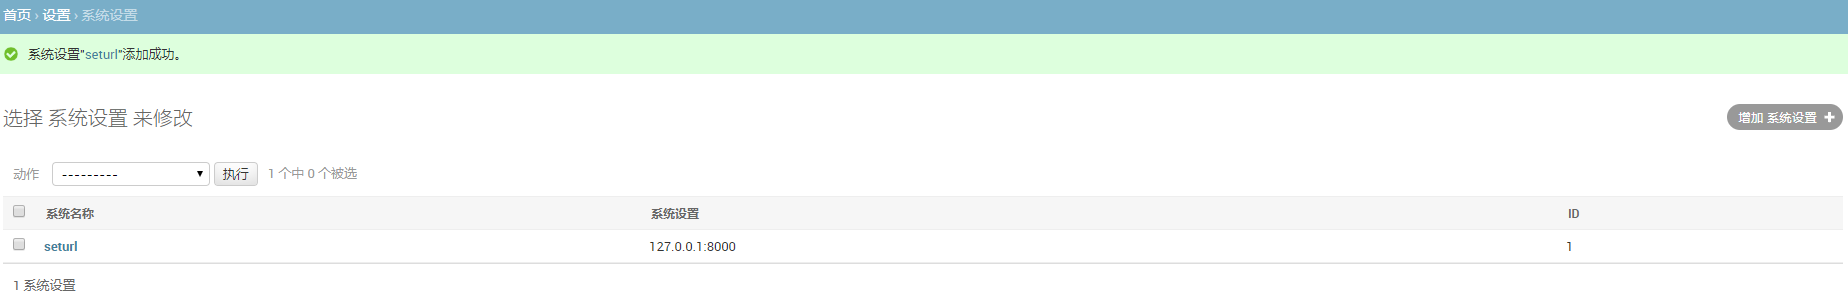 首页 › 设置 › 系统设置
系统设置"seturl"添加成功。
选择 系统设置 来修改
增加 系统设置
动作 --------- 执行 1 个中 0 个被选
系统名称 系统设置 ID
seturl 127.0.0.1:8000 1
1 系统设置